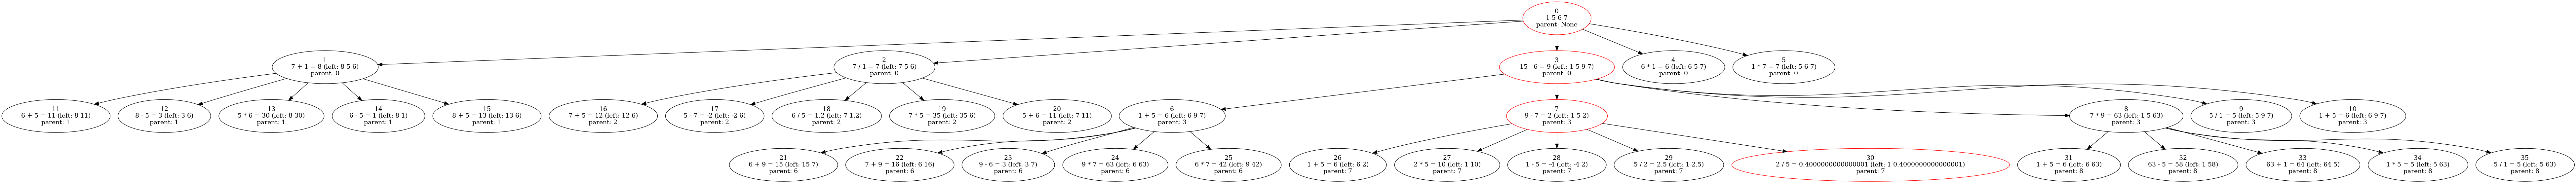 0
1 5 6 7
parent: None
1
7 + 1 = 8 (left: 8 5 6)
parent: 0
2
7 / 1 = 7 (left: 7 5 6)
parent: 0
3
15 - 6 = 9 (left: 1 5 9 7)
parent: 0
4
6 * 1 = 6 (left: 6 5 7)
parent: 0
5
1 * 7 = 7 (left: 5 6 7)
parent: 0
11
6 + 5 = 11 (left: 8 11)
parent: 1
12
8 - 5 = 3 (left: 3 6)
parent: 1
13
5 * 6 = 30 (left: 8 30)
parent: 1
14
6 - 5 = 1 (left: 8 1)
parent: 1
15
8 + 5 = 13 (left: 13 6)
parent: 1
16
7 + 5 = 12 (left: 12 6)
parent: 2
17
5 - 7 = -2 (left: -2 6)
parent: 2
18
6 / 5 = 1.2 (left: 7 1.2)
parent: 2
19
7 * 5 = 35 (left: 35 6)
parent: 2
20
5 + 6 = 11 (left: 7 11)
parent: 2
6
1 + 5 = 6 (left: 6 9 7)
parent: 3
7
9 - 7 = 2 (left: 1 5 2)
parent: 3
8
7 * 9 = 63 (left: 1 5 63)
parent: 3
9
5 / 1 = 5 (left: 5 9 7)
parent: 3
10
1 + 5 = 6 (left: 6 9 7)
parent: 3
21
6 + 9 = 15 (left: 15 7)
parent: 6
22
7 + 9 = 16 (left: 6 16)
parent: 6
23
9 - 6 = 3 (left: 3 7)
parent: 6
24
9 * 7 = 63 (left: 6 63)
parent: 6
25
6 * 7 = 42 (left: 9 42)
parent: 6
26
1 + 5 = 6 (left: 6 2)
parent: 7
27
2 * 5 = 10 (left: 1 10)
parent: 7
28
1 - 5 = -4 (left: -4 2)
parent: 7
29
5 / 2 = 2.5 (left: 1 2.5)
parent: 7
30
2 / 5 = 0.4000000000000001 (left: 1 0.4000000000000001)
parent: 7
31
1 + 5 = 6 (left: 6 63)
parent: 8
32
63 - 5 = 58 (left: 1 58)
parent: 8
33
63 + 1 = 64 (left: 64 5)
parent: 8
34
1 * 5 = 5 (left: 5 63)
parent: 8
35
5 / 1 = 5 (left: 5 63)
parent: 8